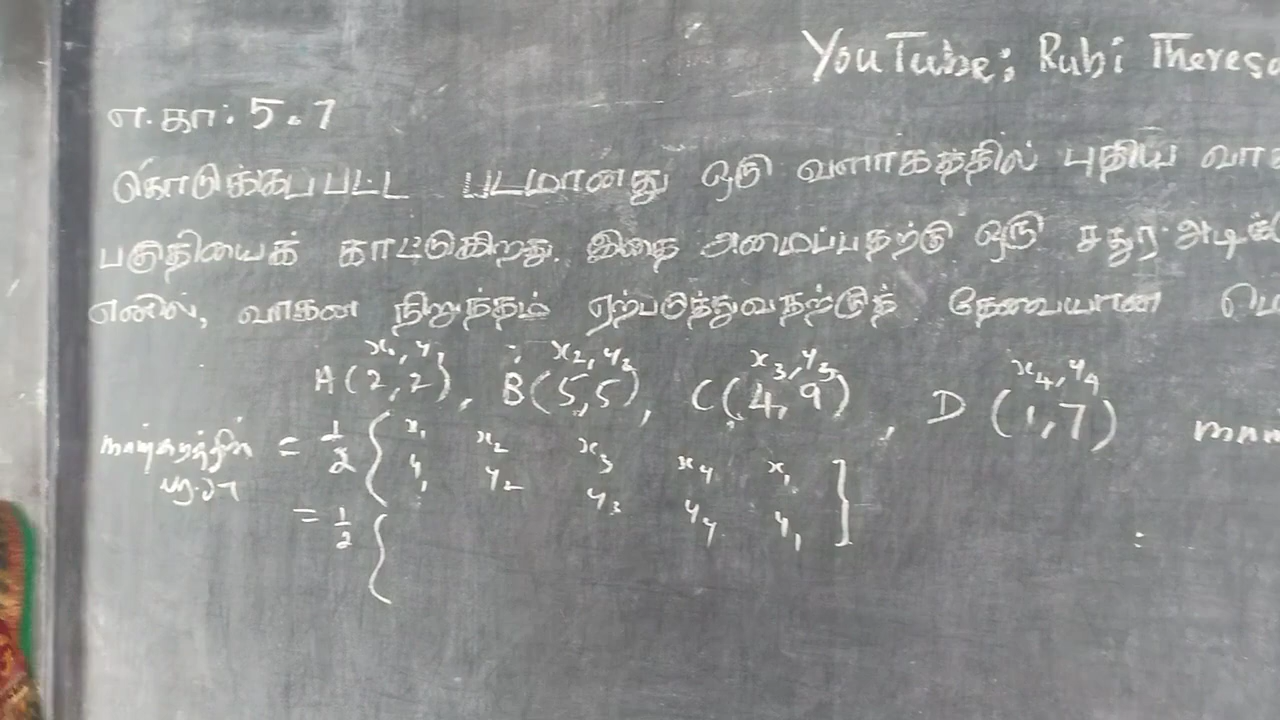 YouTube: Rubi Theresa
எ.கா: 5.7
கொடுக்கப்பட்ட படமானது ஒரு வளாகத்தில் புதிய வாக
பகுதியைக் காட்டுகிறது. இதை அமைப்பதற்கு ஒரு சதுர அடிக்
எனில், வாகன நிறுத்தம் ஏற்படுத்துவதற்குத் தேவையான
x₁, y₁ x₂, y₂ x₃, y₃ x₄, y₄
A(2,2), B(5,5), C(4,9), D(1,7)
= 1/2 { x₁ x₂ x₃ x₄ x₁
y₁ y₂ y₃ y₄ y₁ }
= 1/2 {